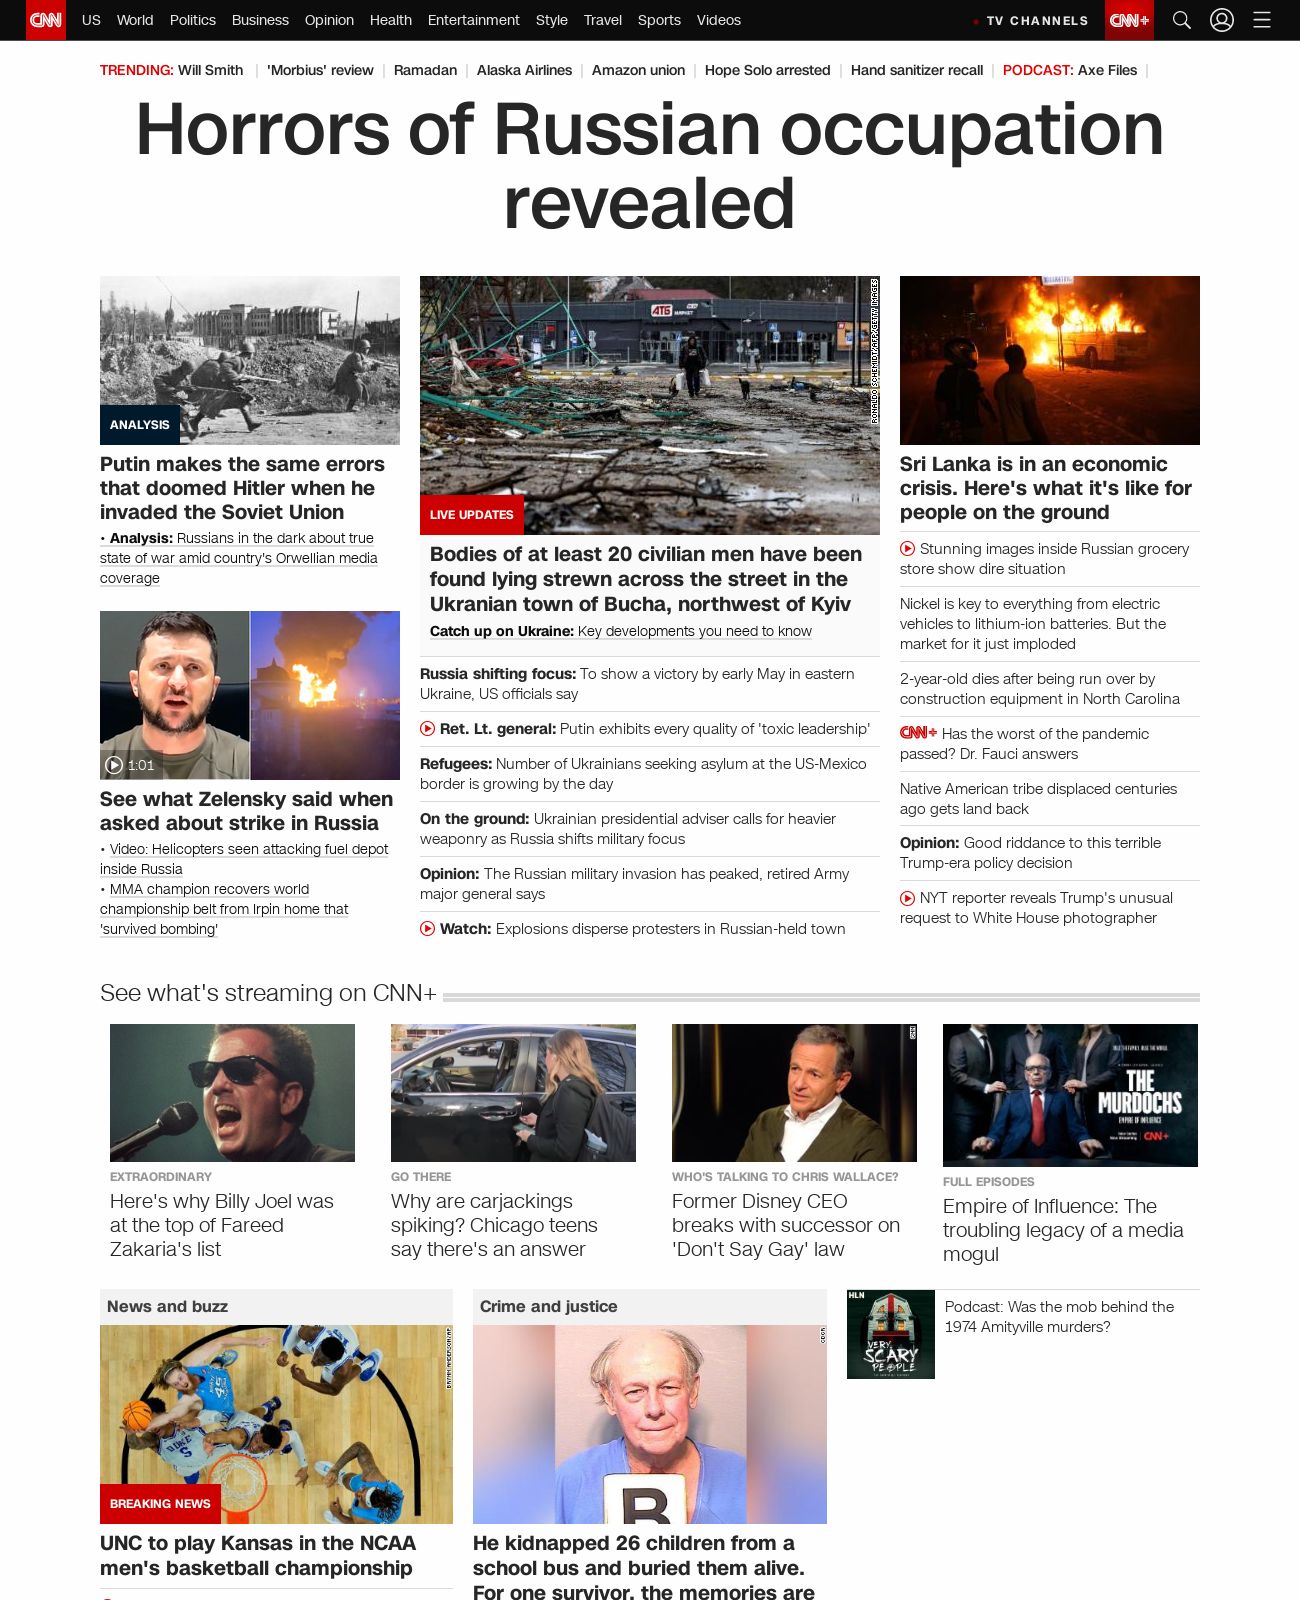 CNN US World Politics Business Opinion Health Entertainment Style Travel Sports Videos TV CHANNELS CNN+
TRENDING: Will Smith 'Morbius' review Ramadan Alaska Airlines Amazon union Hope Solo arrested Hand sanitizer recall PODCAST: Axe Files
Horrors of Russian occupation
revealed
ANALYSIS
Putin makes the same errors
that doomed Hitler when he
invaded the Soviet Union
• Analysis: Russians in the dark about true
state of war amid country's Orwellian media
coverage
1:01
See what Zelensky said when
asked about strike in Russia
• Video: Helicopters seen attacking fuel depot
inside Russia
• MMA champion recovers world
championship belt from Irpin home that
'survived bombing'
АТБ
МАРКЕТ
RONALDO SCHEMIDT/AFP/GETTY IMAGES
LIVE UPDATES
Bodies of at least 20 civilian men have been
found lying strewn across the street in the
Ukranian town of Bucha, northwest of Kyiv
Catch up on Ukraine: Key developments you need to know
Russia shifting focus: To show a victory by early May in eastern
Ukraine, US officials say
Ret. Lt. general: Putin exhibits every quality of 'toxic leadership'
Refugees: Number of Ukrainians seeking asylum at the US-Mexico
border is growing by the day
On the ground: Ukrainian presidential adviser calls for heavier
weaponry as Russia shifts military focus
Opinion: The Russian military invasion has peaked, retired Army
major general says
Watch: Explosions disperse protesters in Russian-held town
Sri Lanka is in an economic
crisis. Here's what it's like for
people on the ground
Stunning images inside Russian grocery
store show dire situation
Nickel is key to everything from electric
vehicles to lithium-ion batteries. But the
market for it just imploded
2-year-old dies after being run over by
construction equipment in North Carolina
CNN+ Has the worst of the pandemic
passed? Dr. Fauci answers
Native American tribe displaced centuries
ago gets land back
Opinion: Good riddance to this terrible
Trump-era policy decision
NYT reporter reveals Trump's unusual
request to White House photographer
See what's streaming on CNN+
EXTRAORDINARY
Here's why Billy Joel was
at the top of Fareed
Zakaria's list
GO THERE
Why are carjackings
spiking? Chicago teens
say there's an answer
CNN
WHO'S TALKING TO CHRIS WALLACE?
Former Disney CEO
breaks with successor on
'Don't Say Gay' law
THE
MURDOCHS
EMPIRE OF INFLUENCE
CNN+
FULL EPISODES
Empire of Influence: The
troubling legacy of a media
mogul
News and buzz
DUKE
5
45
BREAKING NEWS
UNC to play Kansas in the NCAA
men's basketball championship
Crime and justice
CDCR
B
He kidnapped 26 children from a
school bus and buried them alive.
For one survivor, the memories are
HLN
VERY
SCARY
PEOPLE
Podcast: Was the mob behind the
1974 Amityville murders?